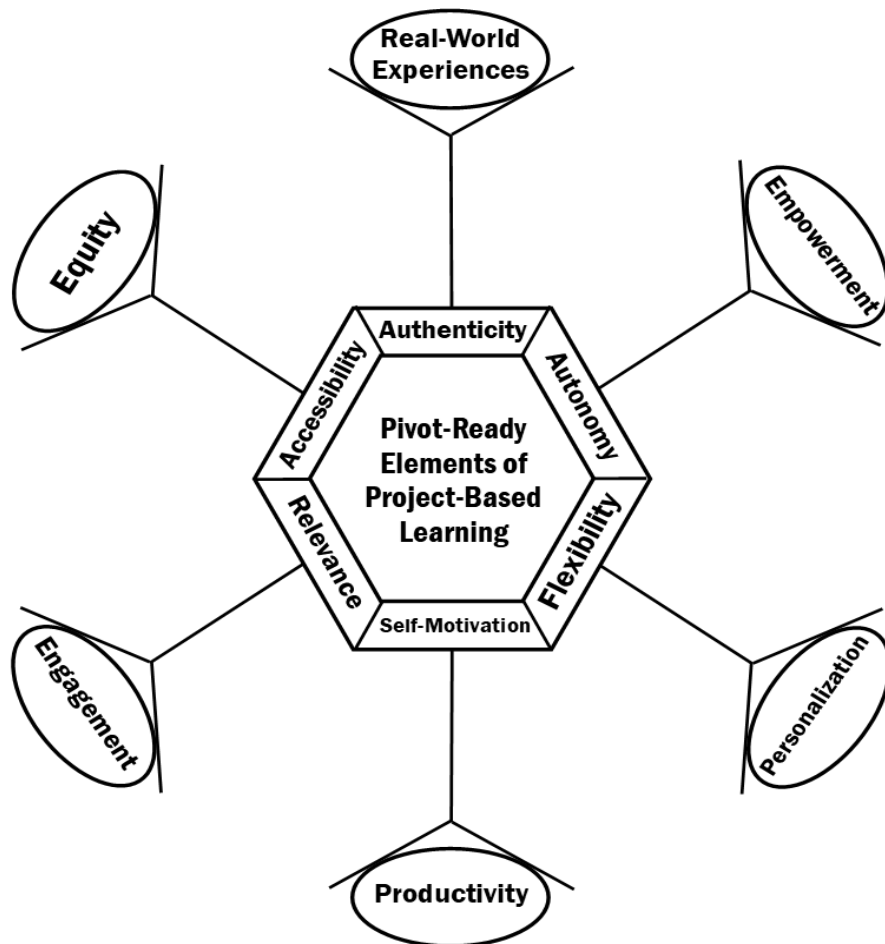 Real-World
Experiences
Equity
Empowerment
Authenticity
Accessibility
Autonomy
Pivot-Ready
Elements of
Project-Based
Learning
Relevance
Flexibility
Self-Motivation
Engagement
Personalization
Productivity